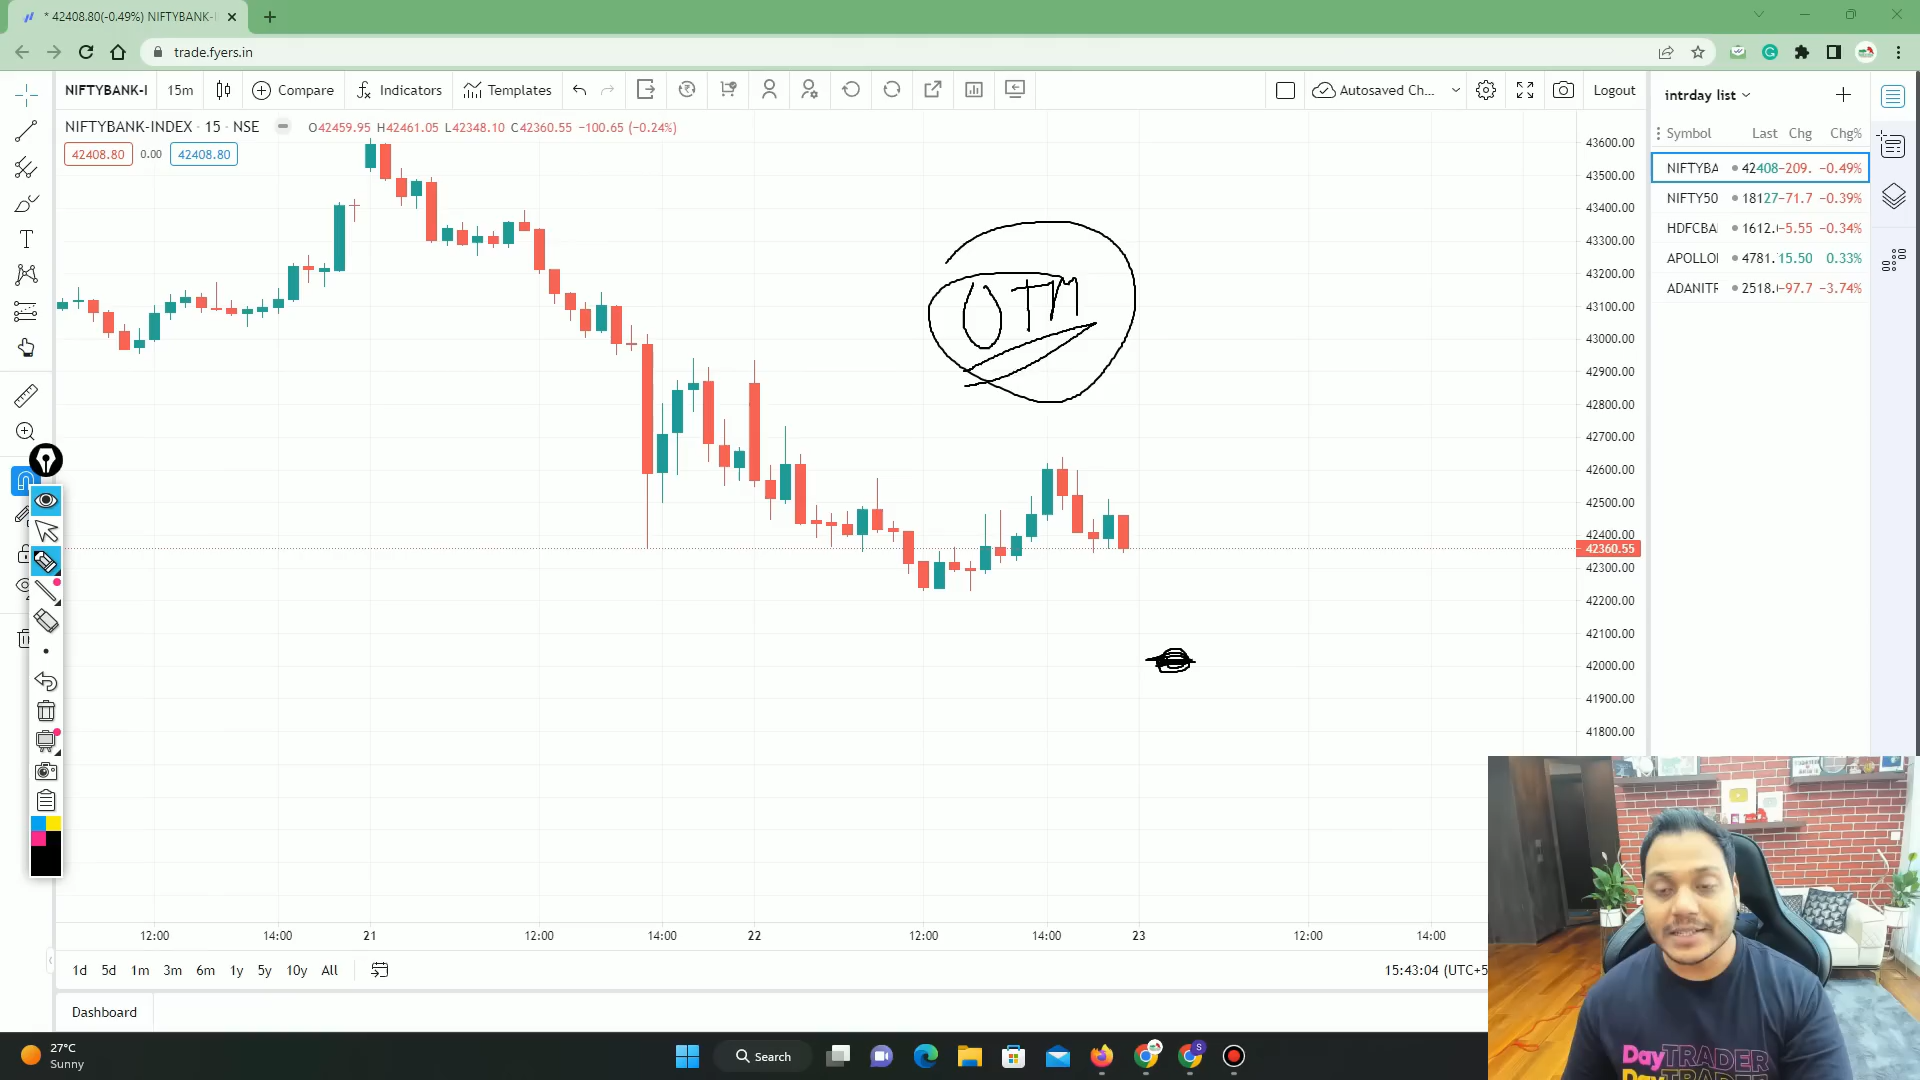 * 42408.80(-0.49%) NIFTYBANK-I
trade.fyers.in
NIFTYBANK-I 15m Compare Indicators Templates Autosaved Ch... Logout
intrday list
NIFTYBANK-INDEX · 15 · NSE O42459.95 H42461.05 L42348.10 C42360.55 −100.65 (−0.24%)
42408.80 0.00 42408.80
Symbol Last Chg Chg%
NIFTYBA 42408 -209. −0.49%
NIFTY50 18127 -71.7 −0.39%
HDFCBA 1612. -5.55 −0.34%
APOLLO 4781. 15.50 0.33%
ADANITR 2518. -97.7 −3.74%
OTM
43600.00
43500.00
43400.00
43300.00
43200.00
43100.00
43000.00
42900.00
42800.00
42700.00
42600.00
42500.00
42400.00
42360.55
42300.00
42200.00
42100.00
42000.00
41900.00
41800.00
12:00 14:00 21 12:00 14:00 22 12:00 14:00 23 12:00 14:00
1d 5d 1m 3m 6m 1y 5y 10y All
15:43:04 (UTC+5
Dashboard
27°C
Sunny
Search
DayTRADER
DayTRADER